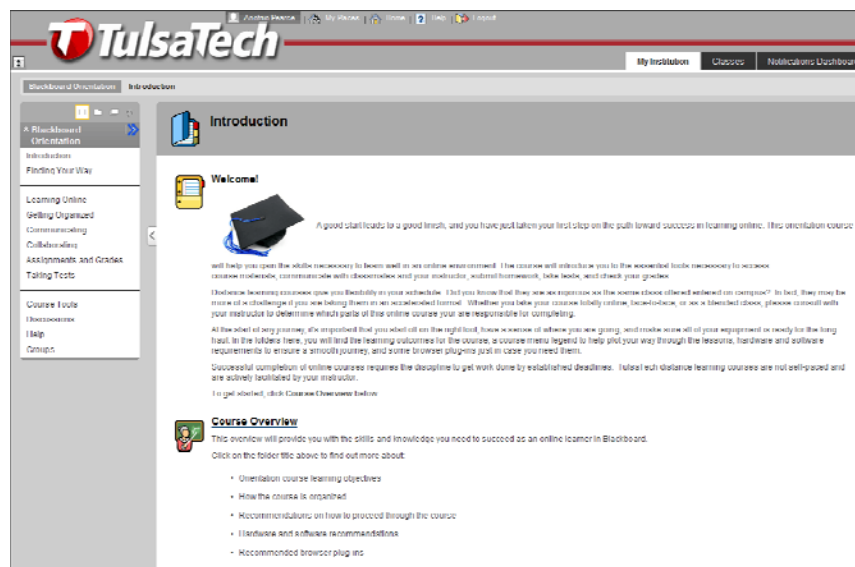 Andrus Pearce | My Places | Home | Help | Logout
TulsaTech
My Institution Classes Notifications Dashboard
Blackboard Orientation Introduction
Blackboard
Orientation
Introduction
Finding Your Way
Learning Online
Getting Organized
Communicating
Collaborating
Assignments and Grades
Taking Tests
Course Tools
Discussions
Help
Groups
Introduction
Welcome!
A good start leads to a good finish, and you have just taken your first step on the path toward success in learning online. This orientation course
will help you gain the skills necessary to learn well in an online environment. The course will introduce you to the essential tools necessary to access
course materials, communicate with classmates and your instructor, submit homework, take tests, and check your grades.
Distance learning courses give you flexibility in your schedule. Did you know that they are as rigorous as the same class offered entered on campus? In fact, they may be
more of a challenge if you are taking them in an accelerated format. Whether you take your course totally online, face-to-face, or as a blended class, please consult with
your instructor to determine which parts of this online course your are responsible for completing.
At the start of any journey, it's important that you start off on the right foot, have a sense of where you are going, and make sure all of your equipment is ready for the long
haul. In the folders here, you will find the learning outcomes for the course, a course menu legend to help plot your way through the lessons, hardware and software
requirements to ensure a smooth journey, and some browser plug-ins just in case you need them.
Successful completion of online courses requires the discipline to get work done by established deadlines. TulsaTech distance learning courses are not self-paced and
are actively facilitated by your instructor.
To get started, click Course Overview below
Course Overview
This overview will provide you with the skills and knowledge you need to succeed as an online learner in Blackboard.
Click on the folder title above to find out more about:
• Orientation course learning objectives
• How the course is organized
• Recommendations on how to proceed through the course
• Hardware and software recommendations
• Recommended browser plug-ins